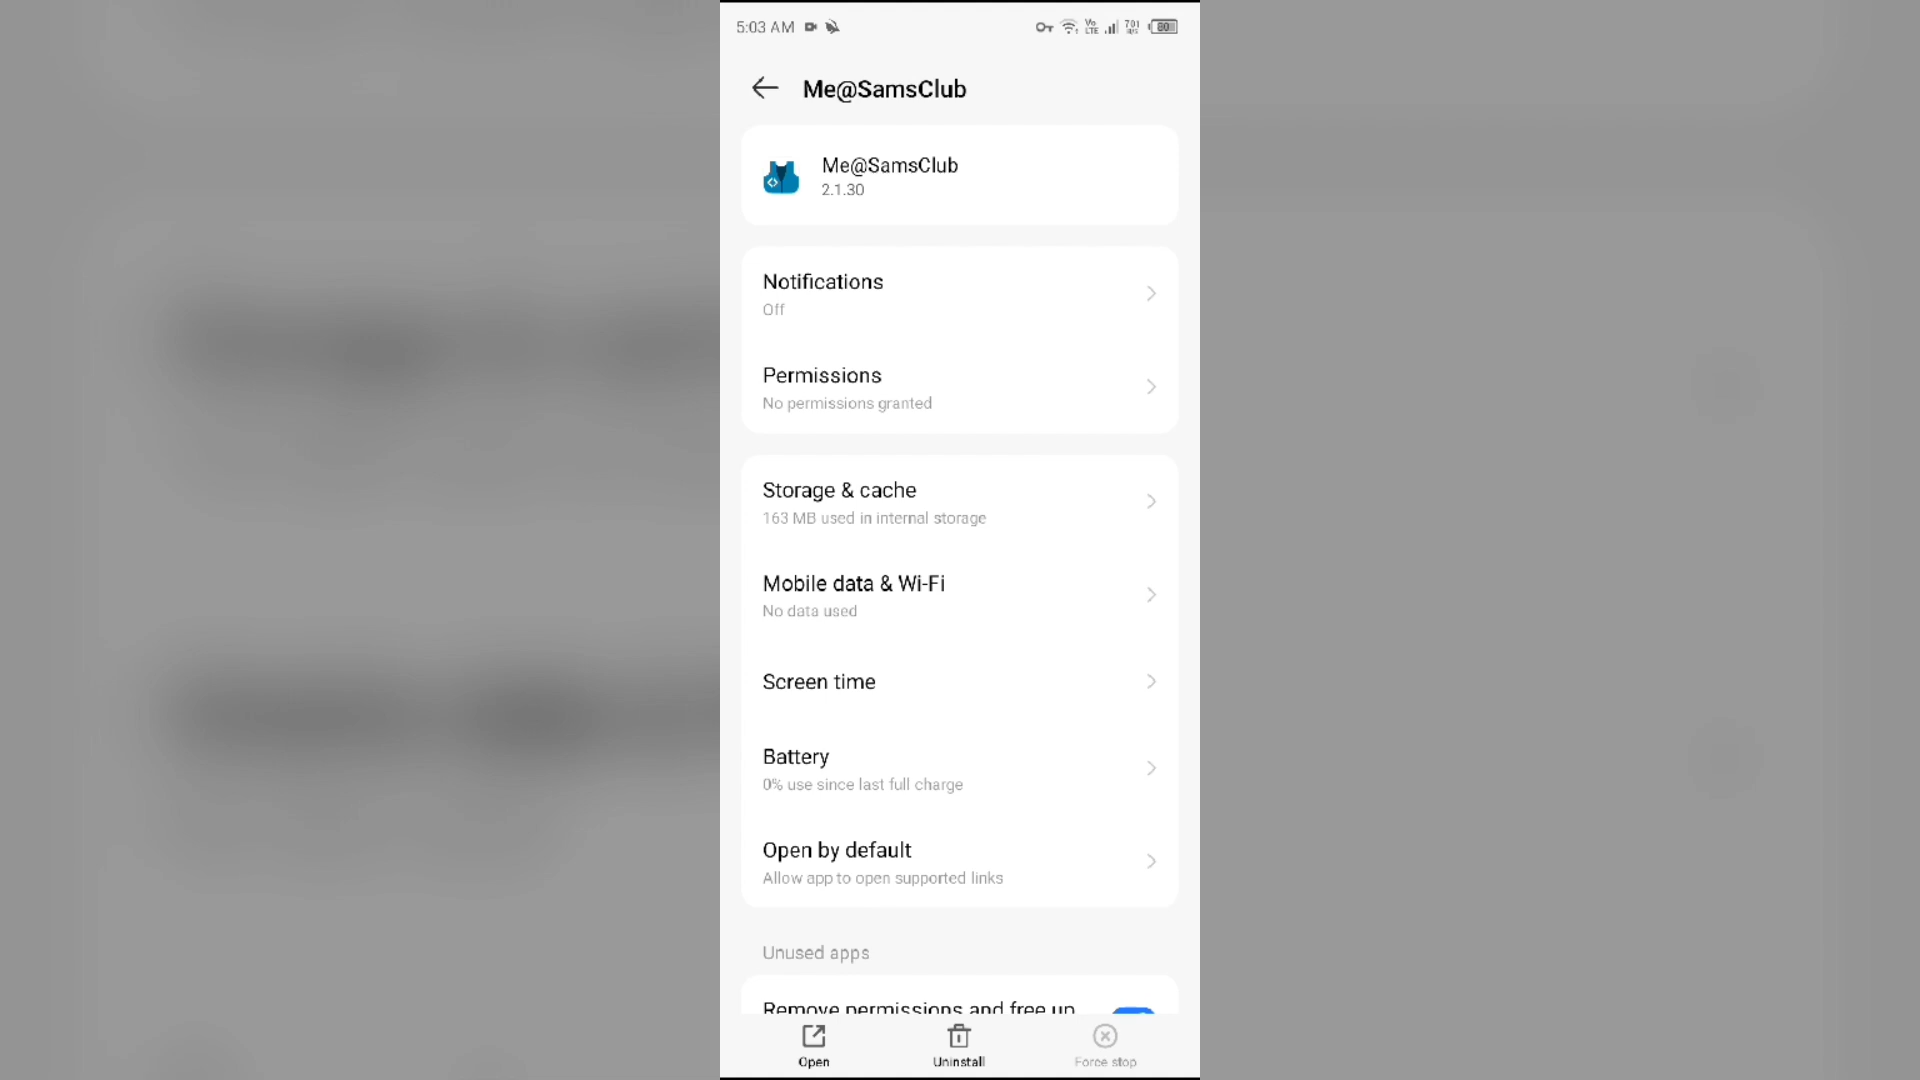 5:03 AM
Vo LTE
80
Me@SamsClub
Me@SamsClub
2.1.30
Notifications
Off
Permissions
No permissions granted
Storage & cache
163 MB used in internal storage
Mobile data & Wi-Fi
No data used
Screen time
Battery
0% use since last full charge
Open by default
Allow app to open supported links
Unused apps
Remove permissions and free up
Open
Uninstall
Force stop